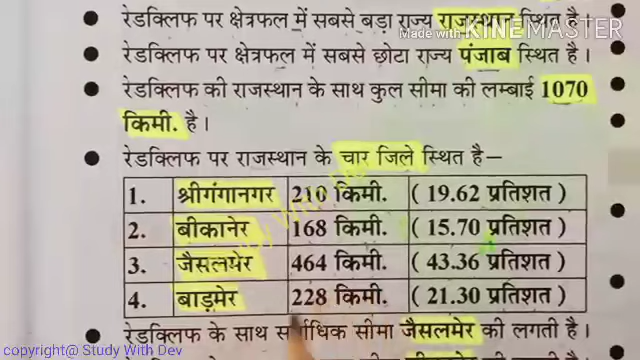 रेडक्लिफ पर क्षेत्रफल में सबसे बड़ा राज्य राजस्थान स्थित है।
Made with KINEMASTER
रेडक्लिफ पर क्षेत्रफल में सबसे छोटा राज्य पंजाब स्थित है।
रेडक्लिफ की राजस्थान के साथ कुल सीमा की लम्बाई 1070
किमी. है।
रेडक्लिफ पर राजस्थान के चार जिले स्थित है–
1. श्रीगंगानगर 210 किमी. ( 19.62 प्रतिशत )
2. बीकानेर 168 किमी. ( 15.70 प्रतिशत )
3. जैसलमेर 464 किमी. ( 43.36 प्रतिशत )
4. बाड़मेर 228 किमी. ( 21.30 प्रतिशत )
रेडक्लिफ के साथ सर्वाधिक सीमा जैसलमेर की लगती है।
Copyright@ Study With Dev